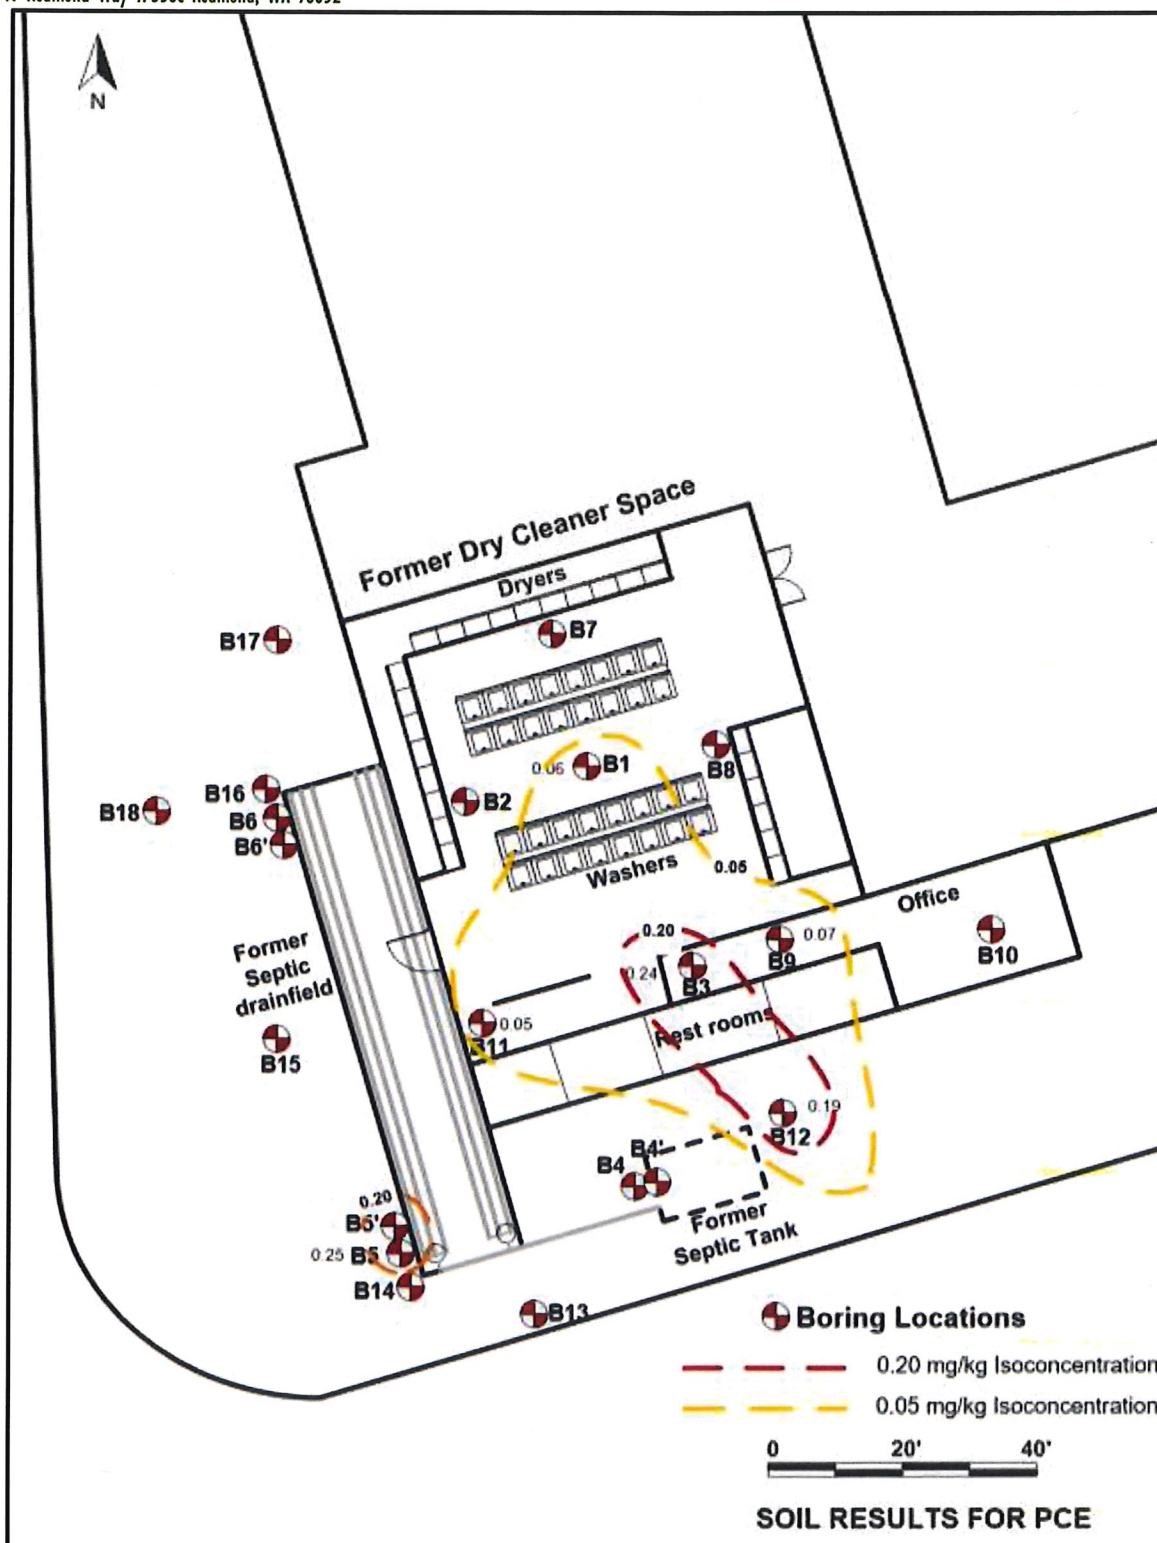 Redmond, WA 98052
N
Former Dry Cleaner Space
Dryers
B7
B17
B1
0.06
B8
B2
B16
B18
B6
B6'
Washers
0.05
Office
0.20
0.07
B9
B10
0.24
B3
Former
Septic
drainfield
0.05
B11
Rest rooms
B15
0.19
B12
B4'
B4
0.20
B5'
0.25 B5
Former
Septic Tank
B14
B13
Boring Locations
0.20 mg/kg Isoconcentration
0.05 mg/kg Isoconcentration
0 20' 40'
SOIL RESULTS FOR PCE